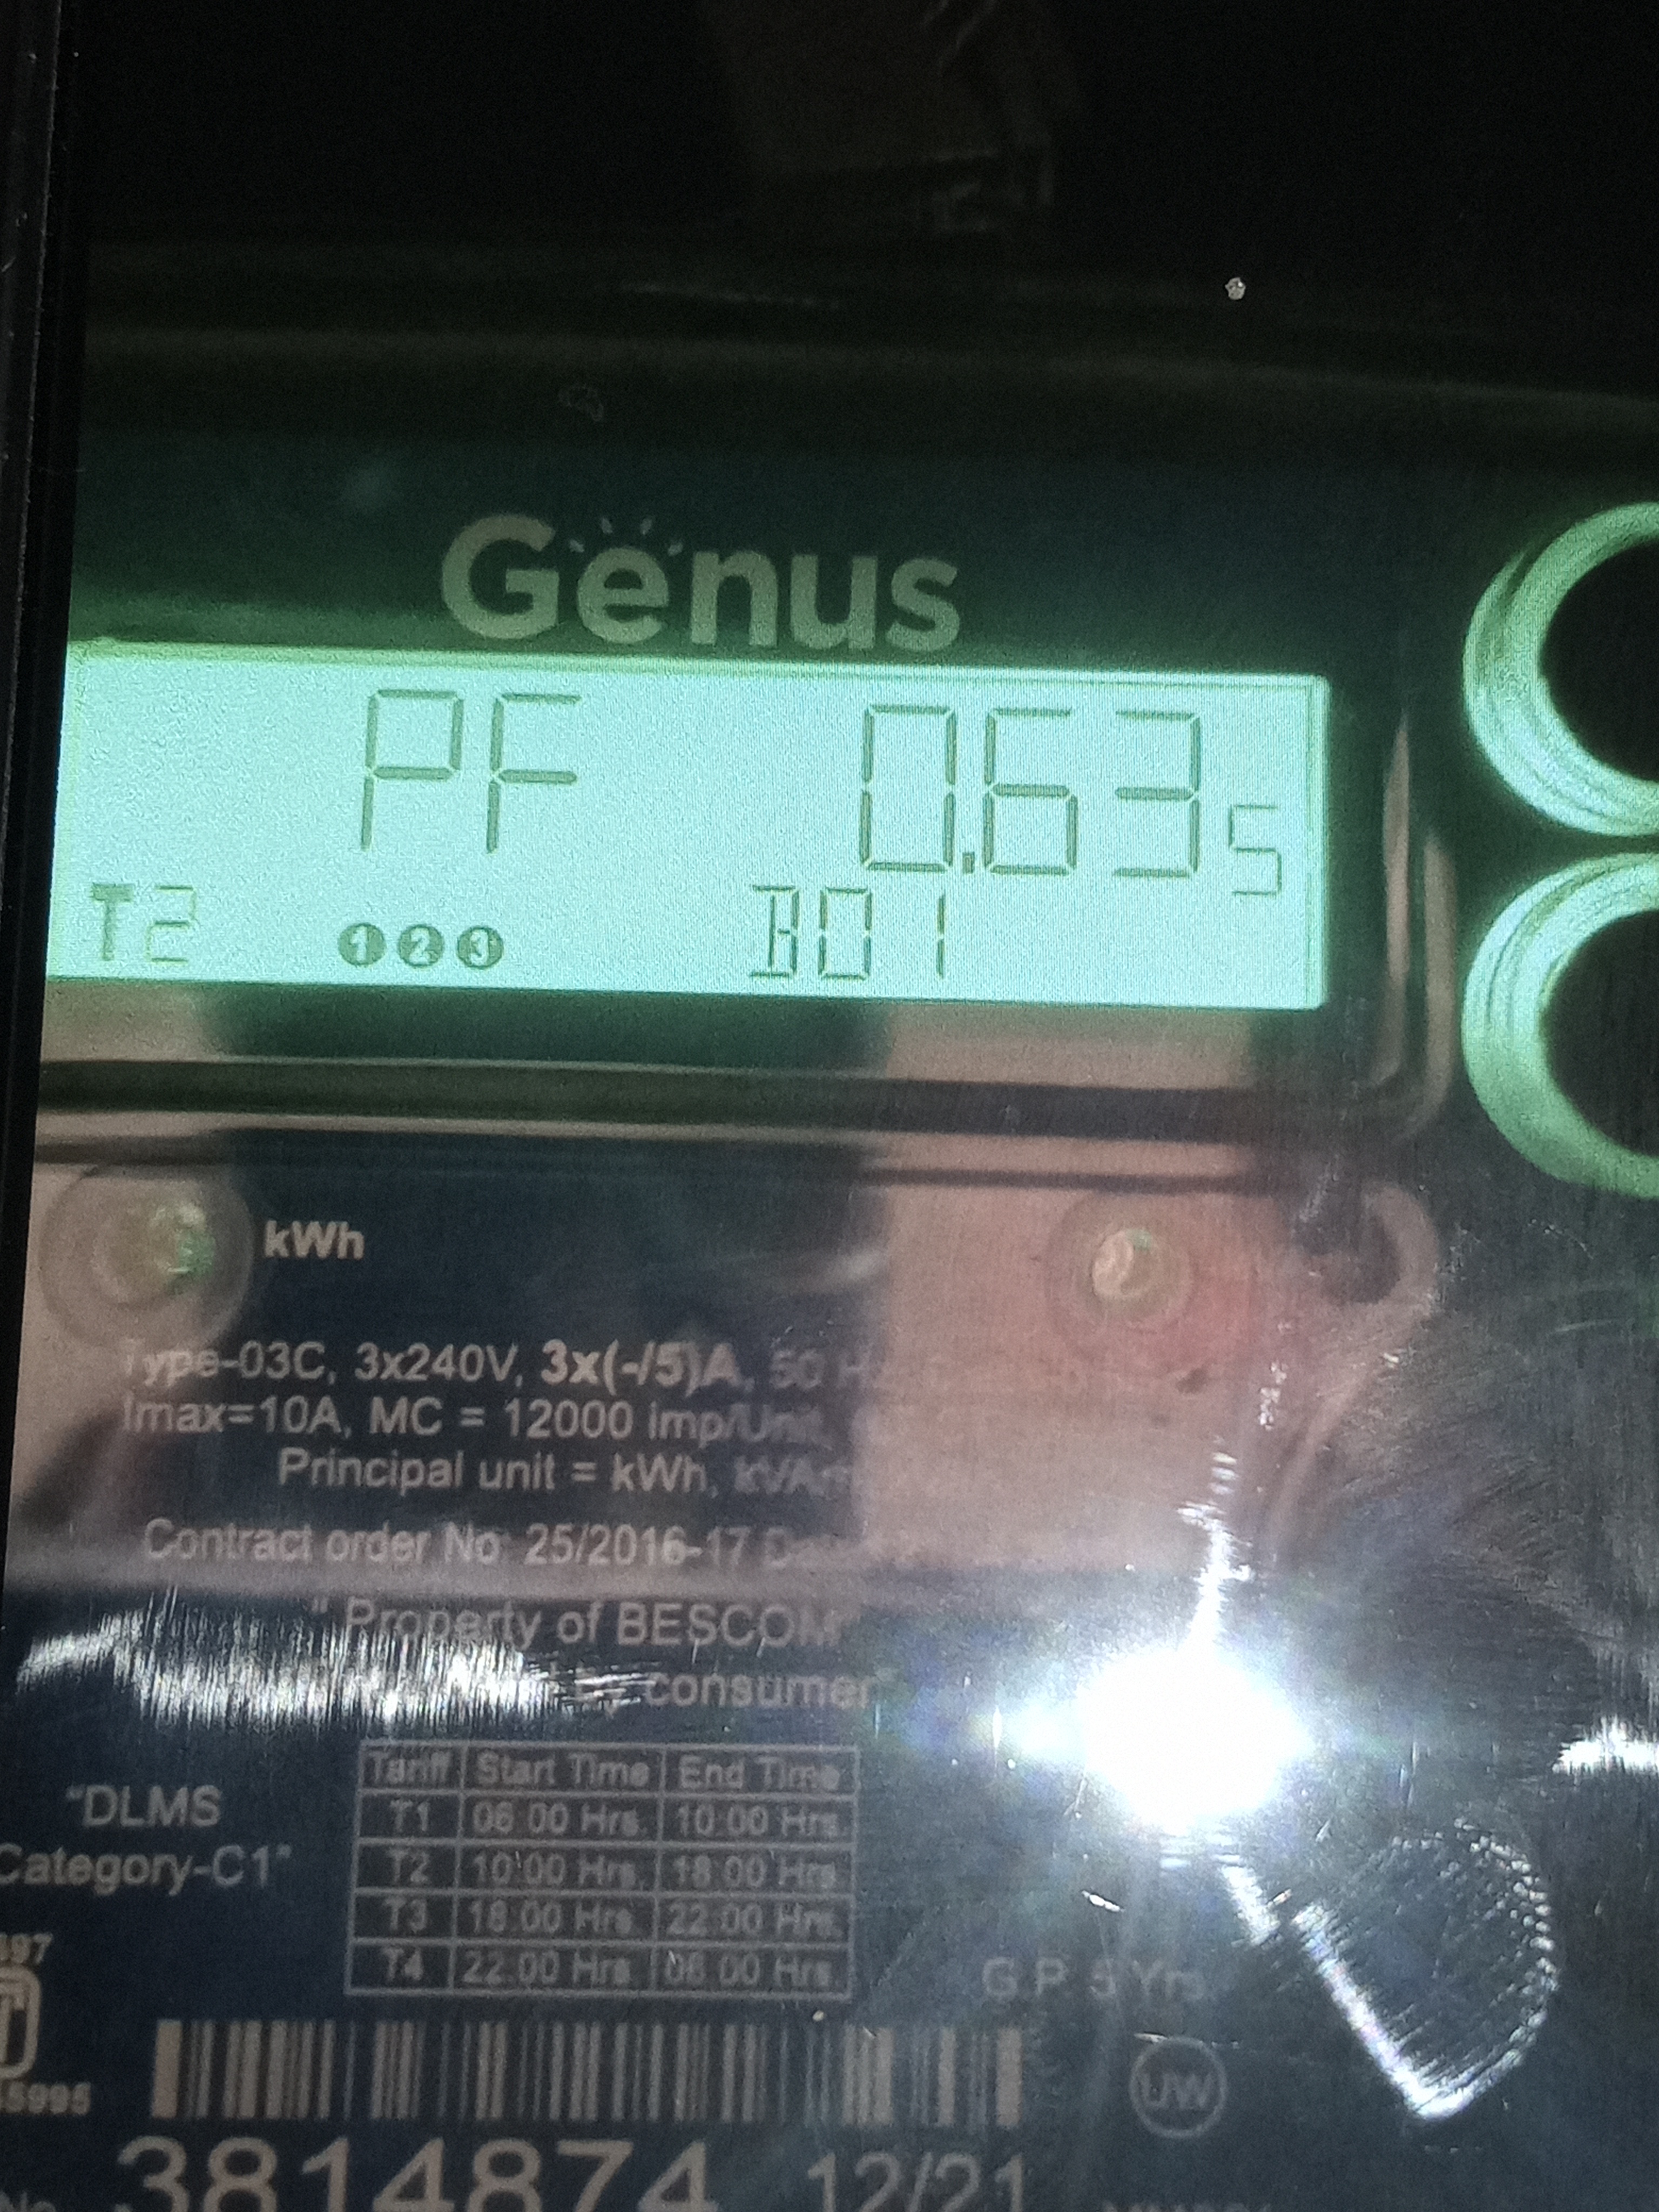 Genus
PF 0.63 s
T2 1 2 3 B01
kWh
Type-03C, 3x240V, 3x(-/5)A, 50 H
Imax=10A, MC = 12000 imp/Unit,
Principal unit = kWh,
Contract order No: 25/2016-17
" Property of BESCOM"
by consumer"
"DLMS
Category-C1"
Tariff Start Time End Time
T1 06:00 Hrs. 10:00 Hrs.
T2 10:00 Hrs. 18:00 Hrs.
T3 18:00 Hrs. 22:00 Hrs.
T4 22:00 Hrs. 06:00 Hrs.
G.P. 5 Yrs
UW
3814874 12/21